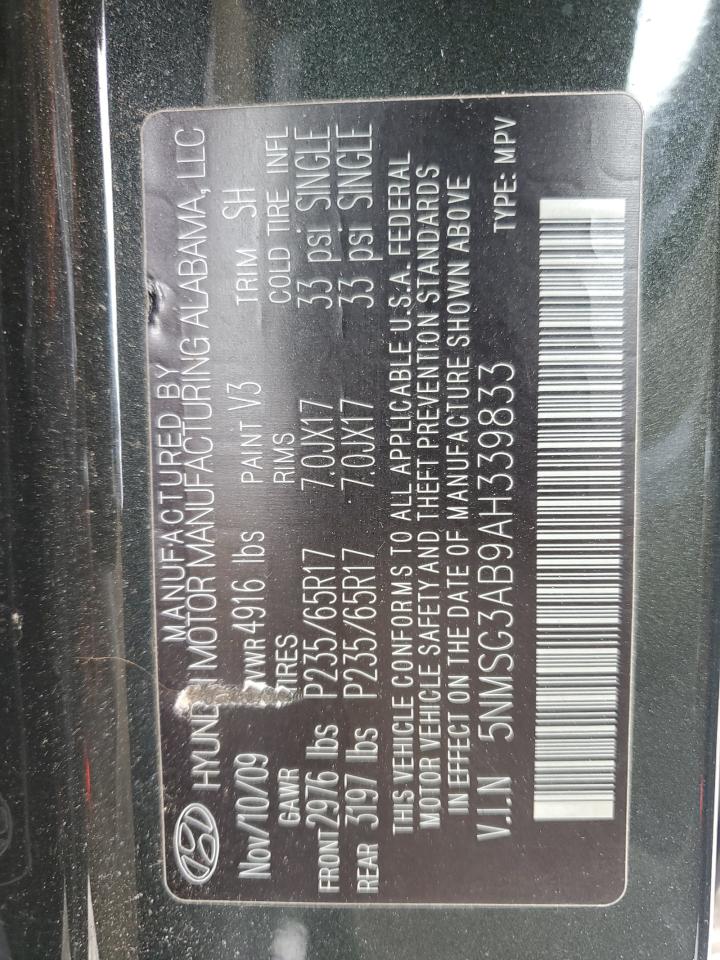 MANUFACTURED BY
HYUNDAI MOTOR MANUFACTURING ALABAMA, LLC
Nov/10/09 GVWR 4916 lbs PAINT V3 TRIM SH
GAWR TIRES RIMS COLD TIRE INFL
FRONT 2976 lbs P235/65R17 7.0JX17 33 psi SINGLE
REAR 3197 lbs P235/65R17 7.0JX17 33 psi SINGLE
THIS VEHICLE CONFORMS TO ALL APPLICABLE U.S.A. FEDERAL
MOTOR VEHICLE SAFETY AND THEFT PREVENTION STANDARDS
IN EFFECT ON THE DATE OF MANUFACTURE SHOWN ABOVE
V.I.N 5NMSG3AB9AH339833 TYPE: MPV